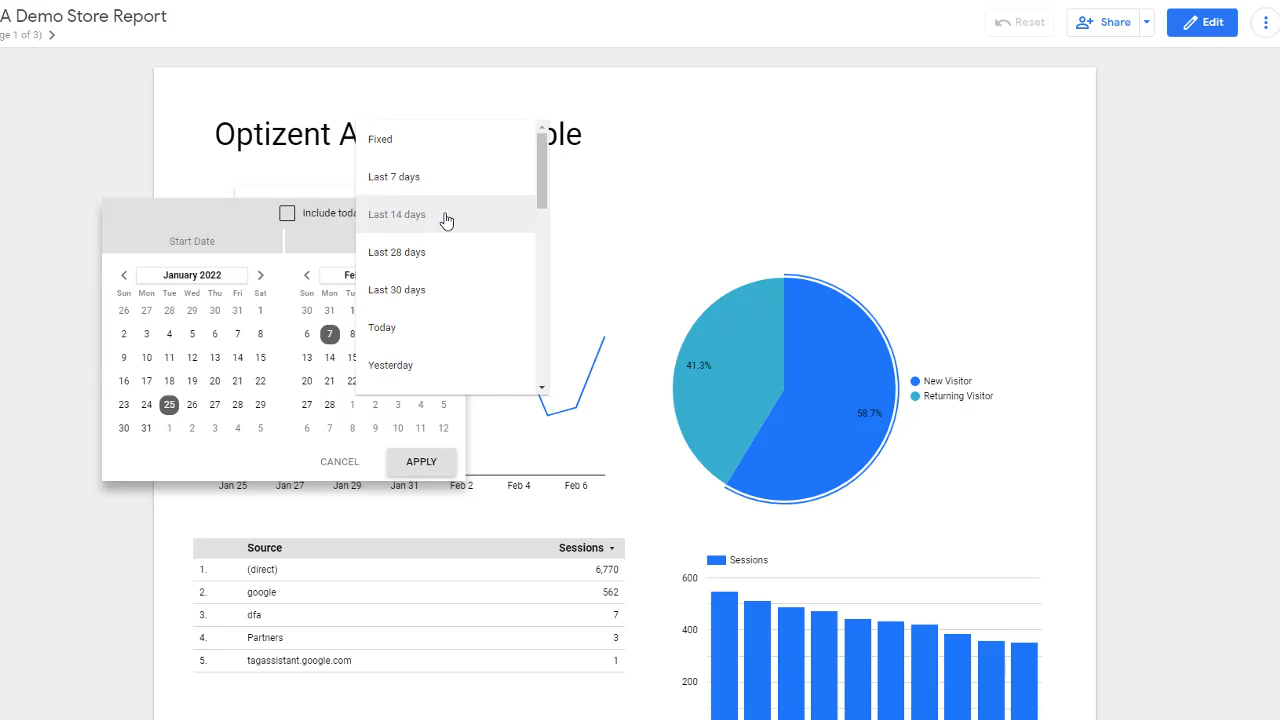 A Demo Store Report
Reset
Share
Edit
ge 1 of 3)
Optizent A
ble
Fixed
Last 7 days
Last 14 days
Last 28 days
Last 30 days
Today
Yesterday
Include toda
Start Date
January 2022
Sun Mon Tue Wed Thu Fri Sat
26 27 28 29 30 31 1
2 3 4 5 6 7 8
9 10 11 12 13 14 15
16 17 18 19 20 21 22
23 24 25 26 27 28 29
30 31 1 2 3 4 5
Fel
Sun Mon Tu
30 31 1
6 7 8
13 14 15
20 21 22
27 28 1 2 3 4 5
6 7 8 9 10 11 12
CANCEL
APPLY
Jan 25 Jan 27 Jan 29 Jan 31 Feb 2 Feb 4 Feb 6
41.3%
58.7%
New Visitor
Returning Visitor
Source Sessions
1. (direct) 6,770
2. google 562
3. dfa 7
4. Partners 3
5. tagassistant.google.com 1
Sessions
600
400
200